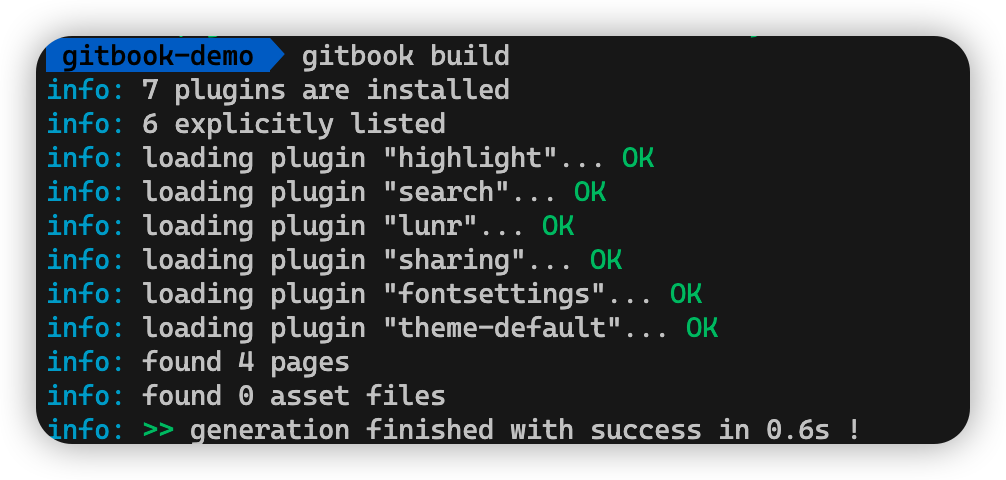 gitbook-demo gitbook build
info: 7 plugins are installed
info: 6 explicitly listed
info: loading plugin "highlight"... OK
info: loading plugin "search"... OK
info: loading plugin "lunr"... OK
info: loading plugin "sharing"... OK
info: loading plugin "fontsettings"... OK
info: loading plugin "theme-default"... OK
info: found 4 pages
info: found 0 asset files
info: >> generation finished with success in 0.6s !